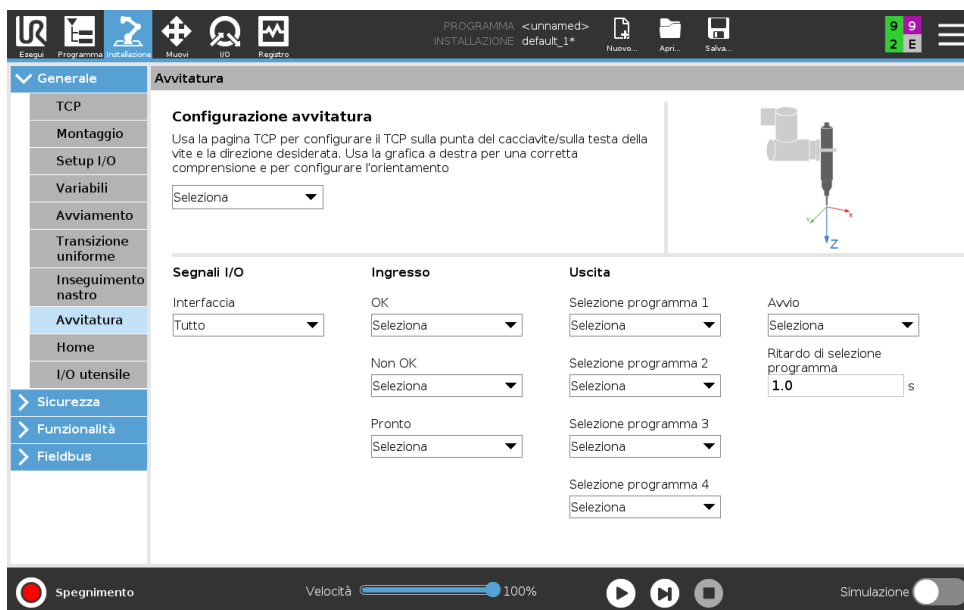 PROGRAMMA <unnamed>
INSTALLAZIONE default_1*
Esegui Programma Installazione Muovi I/O Registro
Nuovo... Apri... Salva...
9 9
2 E
Generale
TCP
Montaggio
Setup I/O
Variabili
Avviamento
Transizione
uniforme
Inseguimento
nastro
Avvitatura
Home
I/O utensile
Sicurezza
Funzionalità
Fieldbus
Avvitatura
Configurazione avvitatura
Usa la pagina TCP per configurare il TCP sulla punta del cacciavite/sulla testa della
vite e la direzione desiderata. Usa la grafica a destra per una corretta
comprensione e per configurare l'orientamento
Seleziona
Y X
Z
Segnali I/O
Interfaccia
Tutto
Ingresso
OK
Seleziona
Non OK
Seleziona
Pronto
Seleziona
Uscita
Selezione programma 1
Seleziona
Selezione programma 2
Seleziona
Selezione programma 3
Seleziona
Selezione programma 4
Seleziona
Avvio
Seleziona
Ritardo di selezione
programma
1.0 s
Spegnimento
Velocità 100%
Simulazione